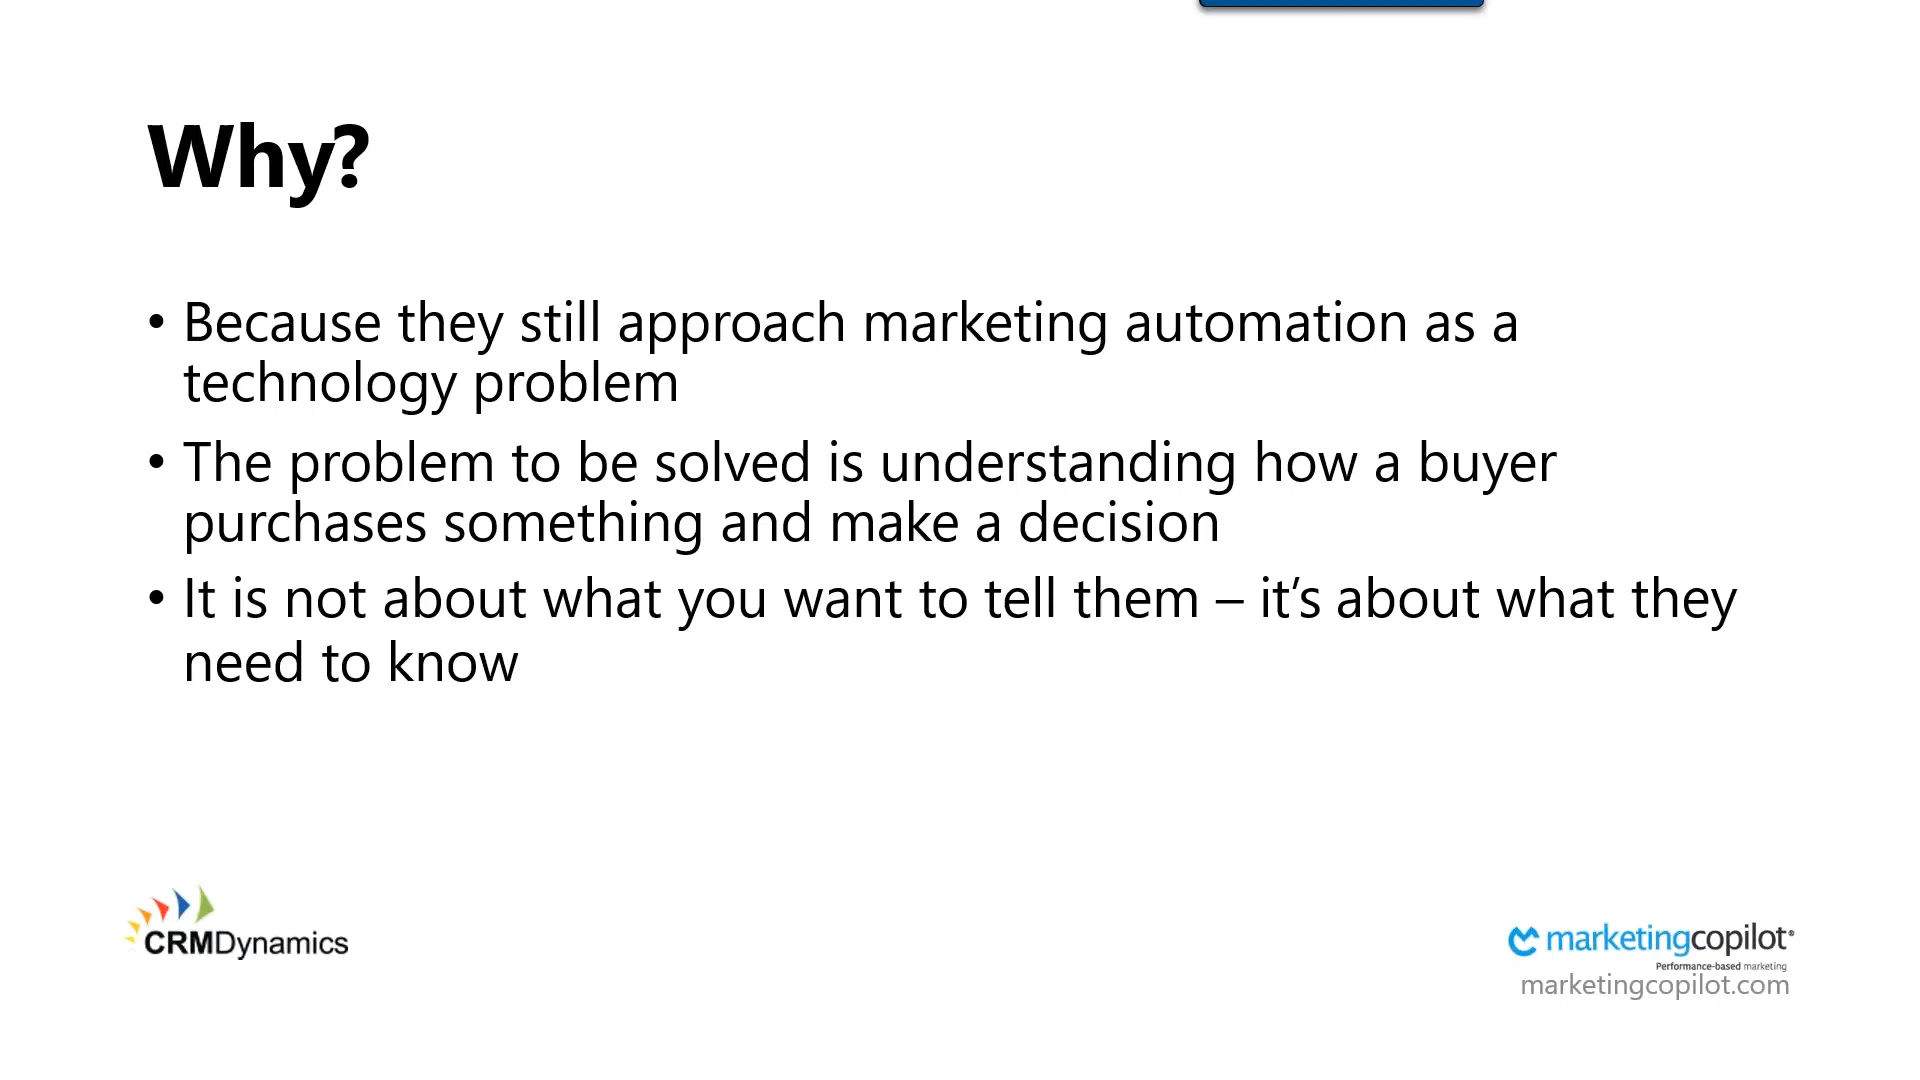 Why?
• Because they still approach marketing automation as a
technology problem
• The problem to be solved is understanding how a buyer
purchases something and make a decision
• It is not about what you want to tell them – it’s about what they
need to know
CRMDynamics
marketingcopilot®
Performance-based marketing
marketingcopilot.com